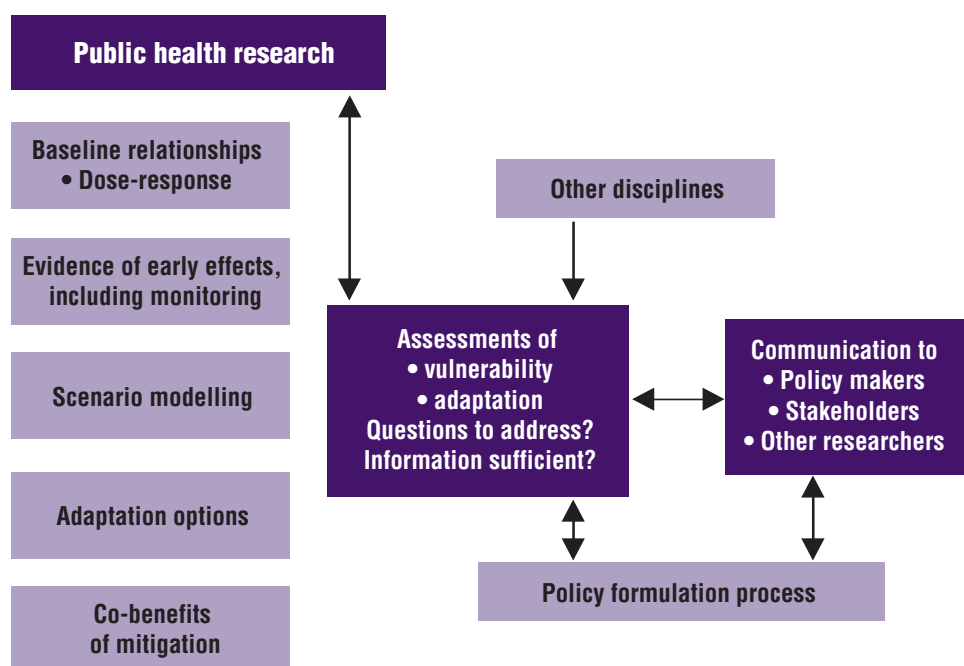 Public health research
Baseline relationships
• Dose-response
Evidence of early effects,
including monitoring
Scenario modelling
Adaptation options
Co-benefits
of mitigation
Other disciplines
Assessments of
• vulnerability
• adaptation
Questions to address?
Information sufficient?
Communication to
• Policy makers
• Stakeholders
• Other researchers
Policy formulation process